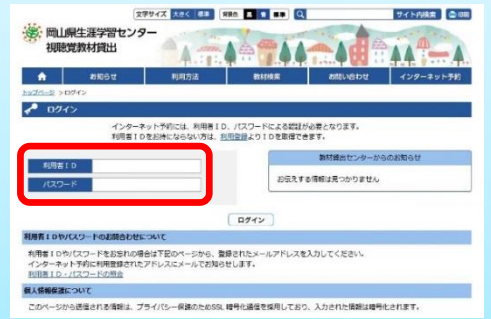 文字サイズ 大きく 標準 背景色 黒 青 標準 サイト内検索 印刷
岡山県生涯学習センター
視聴覚教材貸出
お知らせ 利用方法 教材検索 お問い合わせ インターネット予約
トップページ >ログイン
ログイン
インターネット予約には、利用者ID、パスワードによる認証が必要となります。
利用者IDをお持ちにならない方は、利用登録よりIDを取得できます。
利用者ID
パスワード
教材貸出センターからのお知らせ
お伝えする情報は見つかりません
ログイン
利用者IDやパスワードのお問合わせについて
利用者IDやパスワードをお忘れの場合は下記のページから、登録されたメールアドレスを入力してください。
インターネット予約に利用登録されたアドレスにメールでお知らせします。
利用者ID・パスワードの照会
個人情報保護について
このページから送信される情報は、プライバシー保護のためSSL暗号化通信を採用しており、入力された情報は暗号化されます。